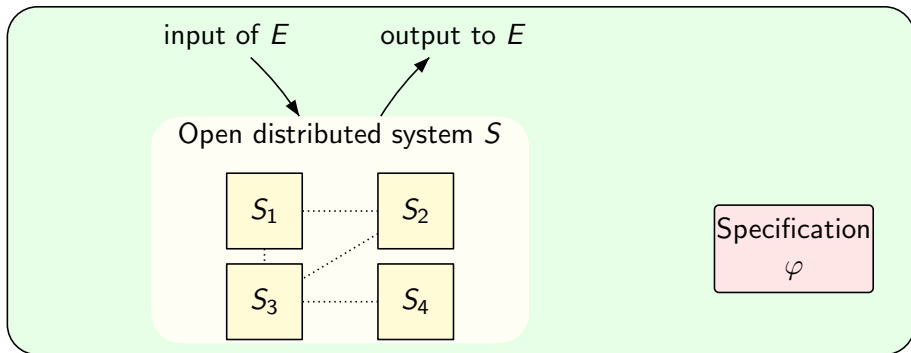 input of E
output to E
Open distributed system S
S₁
S₂
S₃
S₄
Specification
φ